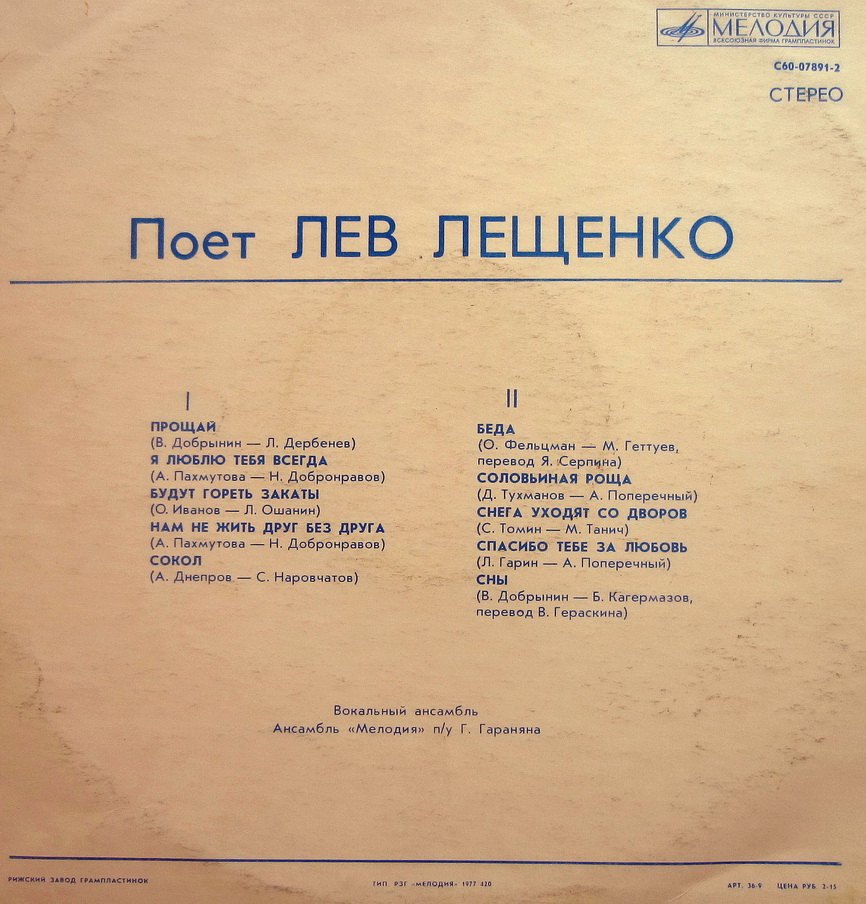 МИНИСТЕРСТВО КУЛЬТУРЫ СССР
МЕЛОДИЯ
ВСЕСОЮЗНАЯ ФИРМА ГРАМПЛАСТИНОК
С60-07891-2
СТЕРЕО
Поет ЛЕВ ЛЕЩЕНКО
I
ПРОЩАЙ
(В. Добрынин — Л. Дербенев)
Я ЛЮБЛЮ ТЕБЯ ВСЕГДА
(А. Пахмутова — Н. Добронравов)
БУДУТ ГОРЕТЬ ЗАКАТЫ
(О. Иванов — Л. Ошанин)
НАМ НЕ ЖИТЬ ДРУГ БЕЗ ДРУГА
(А. Пахмутова — Н. Добронравов)
СОКОЛ
(А. Днепров — С. Наровчатов)
II
БЕДА
(О. Фельцман — М. Геттуев,
перевод Я. Серпина)
СОЛОВЬИНАЯ РОЩА
(Д. Тухманов — А. Поперечный)
СНЕГА УХОДЯТ СО ДВОРОВ
(С. Томин — М. Танич)
СПАСИБО ТЕБЕ ЗА ЛЮБОВЬ
(Л. Гарин — А. Поперечный)
СНЫ
(В. Добрынин — Б. Кагермазов,
перевод В. Гераскина)
Вокальный ансамбль
Ансамбль «Мелодия» п/у Г. Гараняна
РИЖСКИЙ ЗАВОД ГРАМПЛАСТИНОК
ТИП. РЗГ «МЕЛОДИЯ» 1977 420
АРТ. 36-9 ЦЕНА РУБ. 2-15